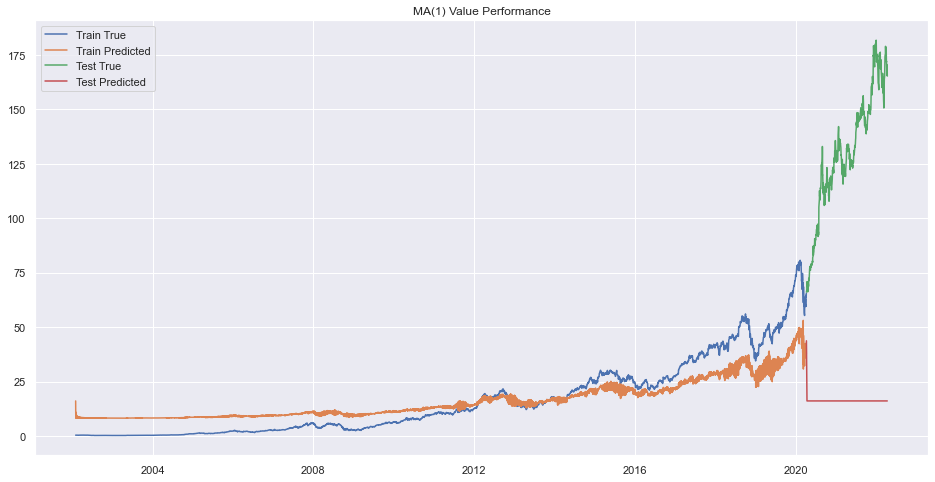 MA(1) Value Performance
Train True
Train Predicted
Test True
Test Predicted
175
150
125
100
75
50
25
0
2004
2008
2012
2016
2020